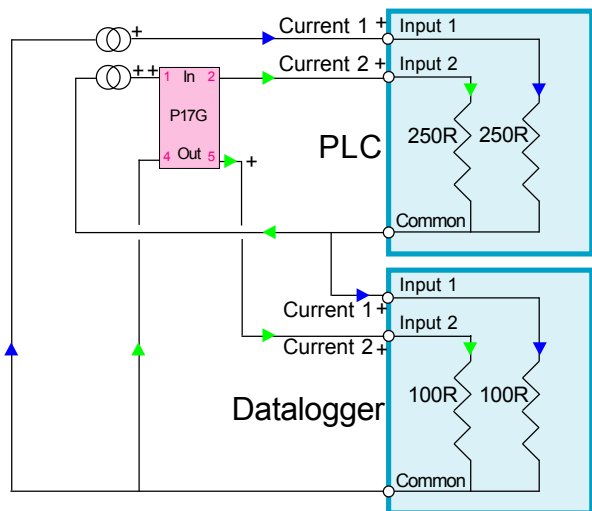 Current 1 + Input 1
+
++ Current 2 + Input 2
1 In 2
P17G
4 Out 5 +
PLC
250R 250R
Common
Input 1
Current 1 +
Input 2
Current 2 +
100R 100R
Datalogger
Common